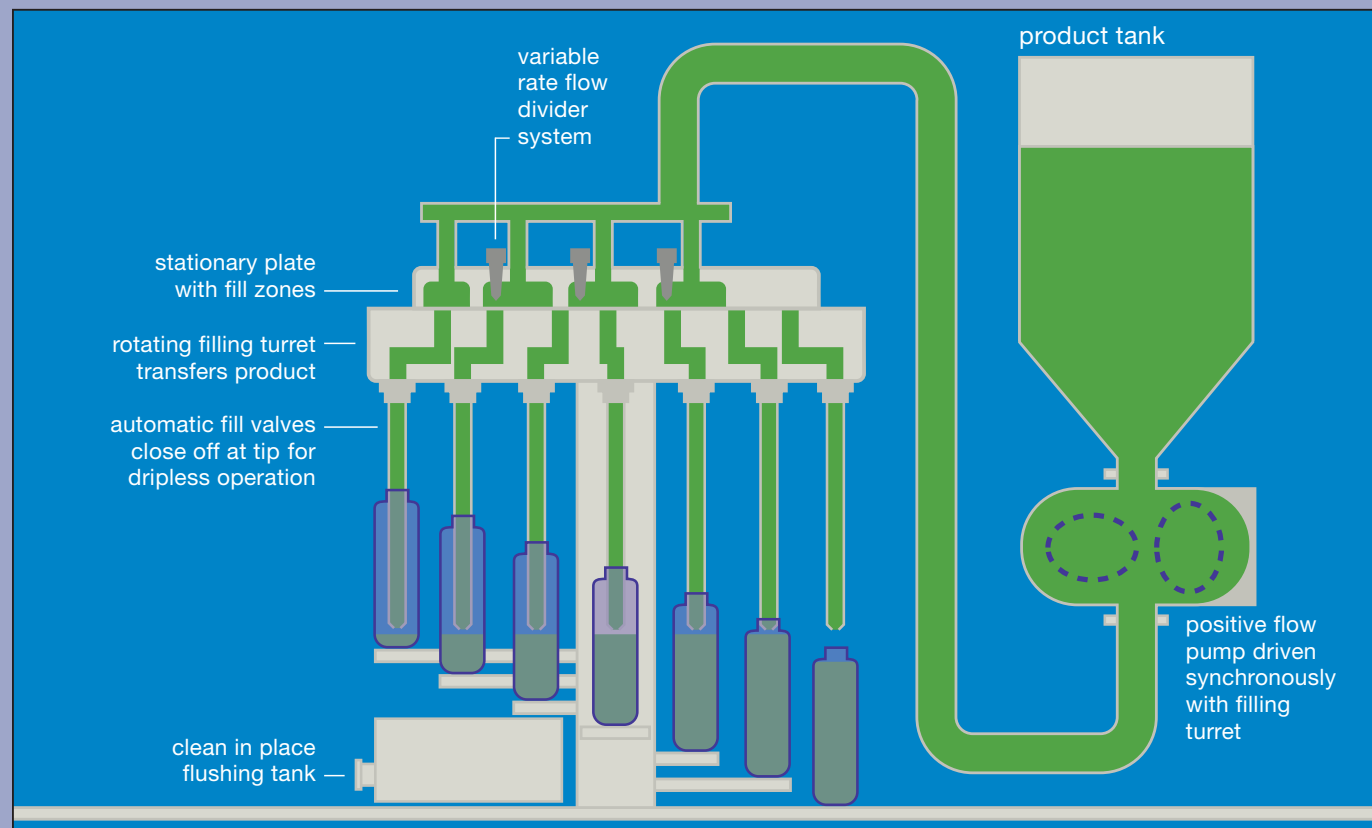 product tank
variable
rate flow
divider
system
stationary plate
with fill zones
rotating filling turret
transfers product
automatic fill valves
close off at tip for
dripless operation
positive flow
pump driven
synchronously
with filling
turret
clean in place
flushing tank